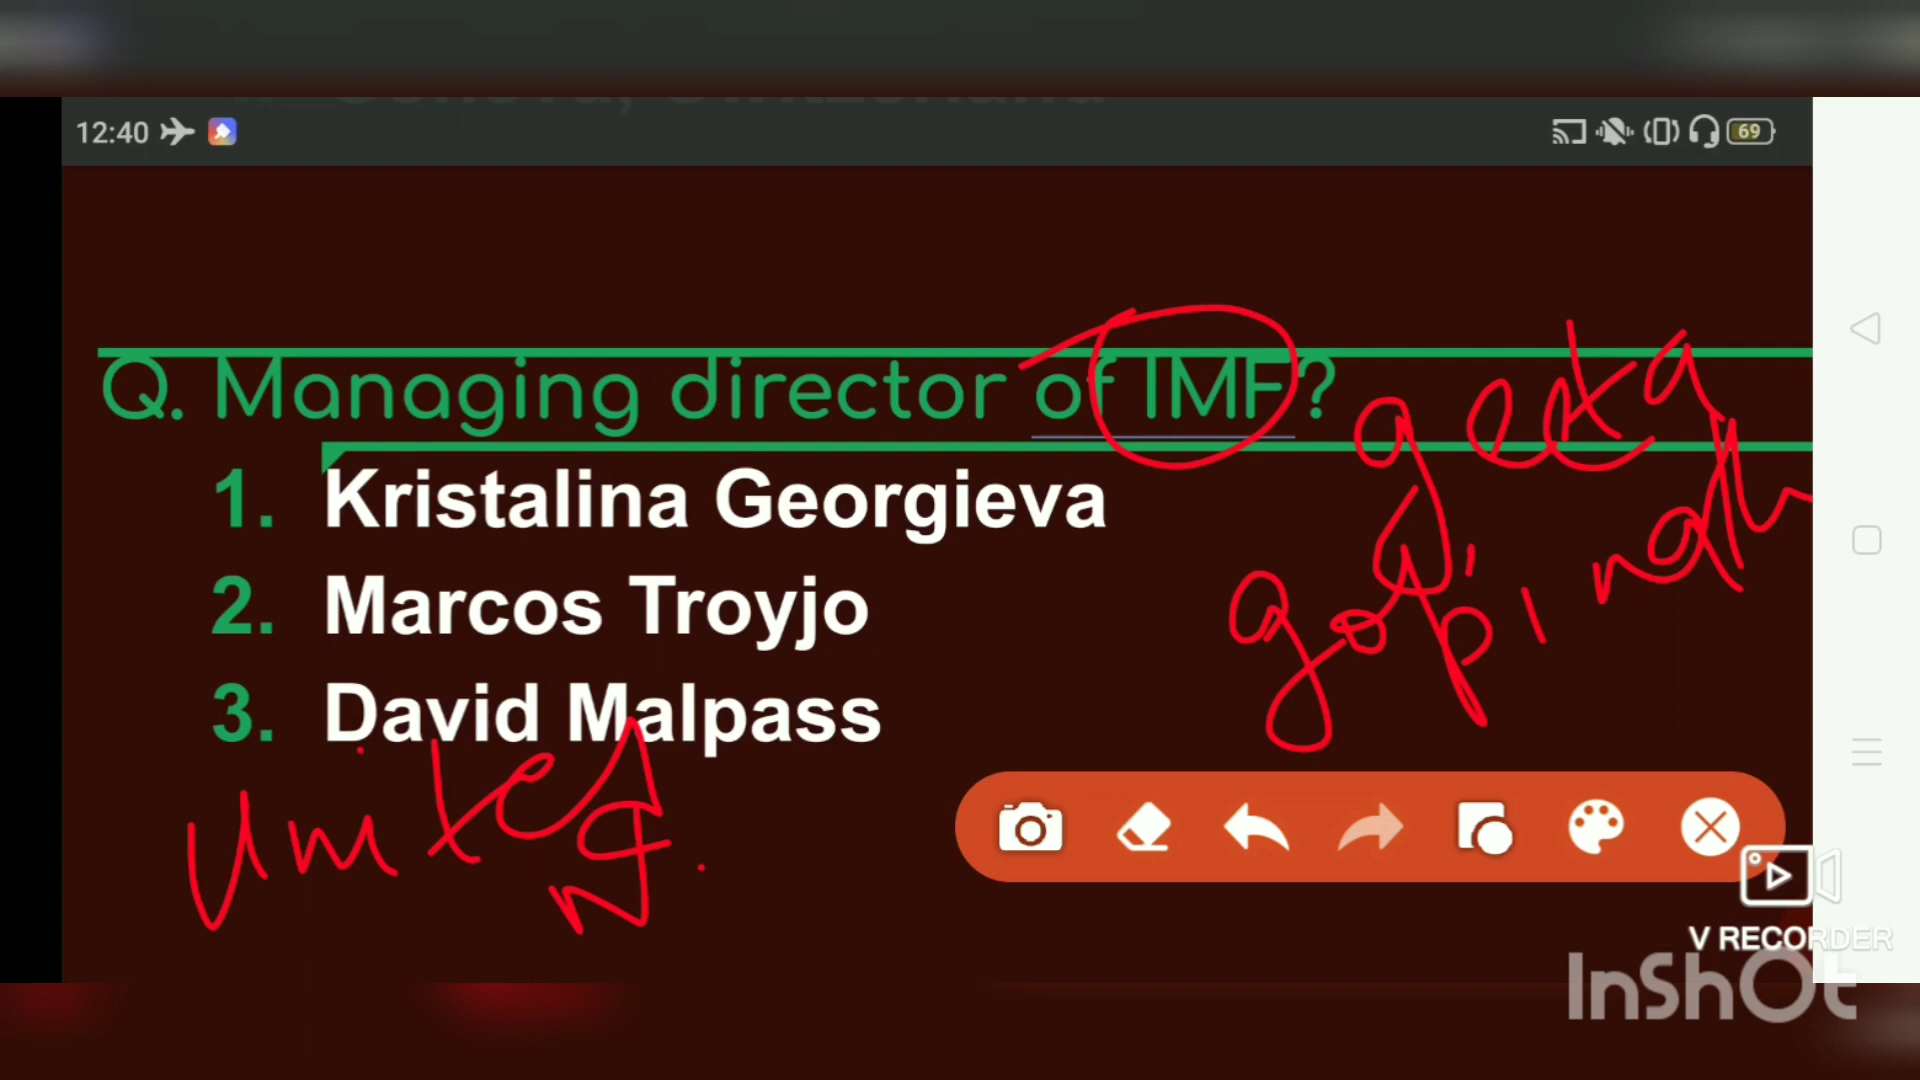 12:40
69
Q. Managing director of IMF?
1. Kristalina Georgieva
2. Marcos Troyjo
3. David Malpass
geeta
gopinath
United
V RECORDER
InShOt